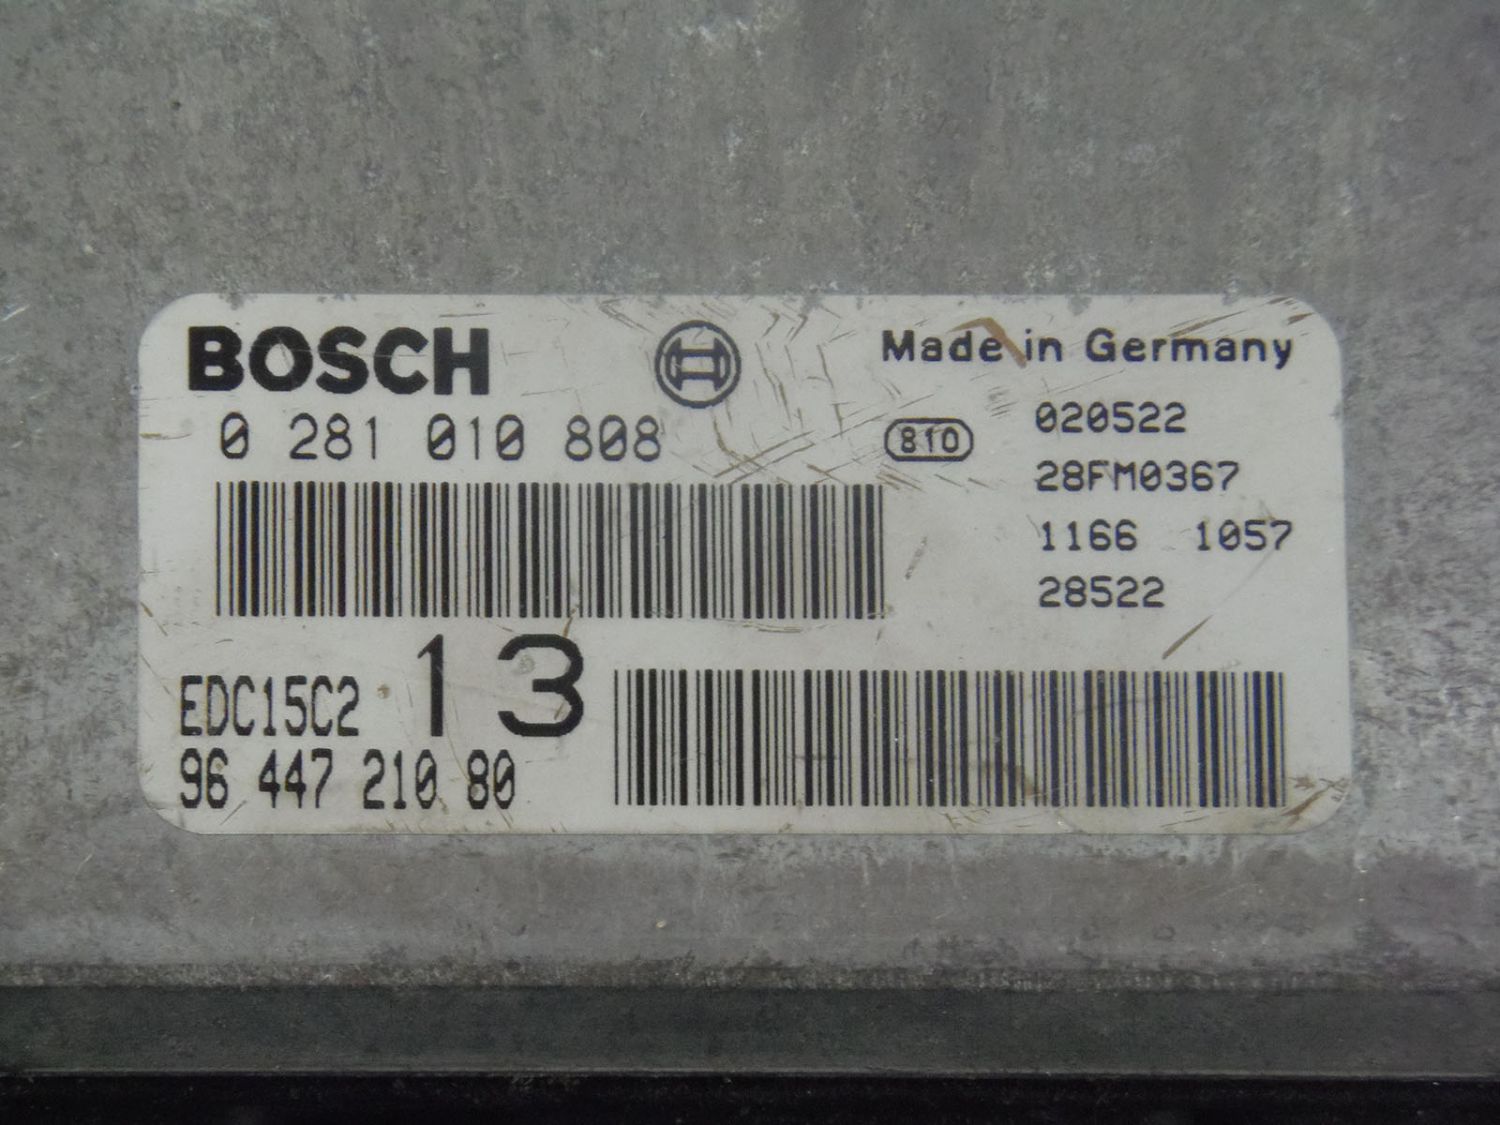 BOSCH
Made in Germany
0 281 010 808
810
020522
28FM0367
1166 1057
28522
EDC15C2
13
96 447 210 80